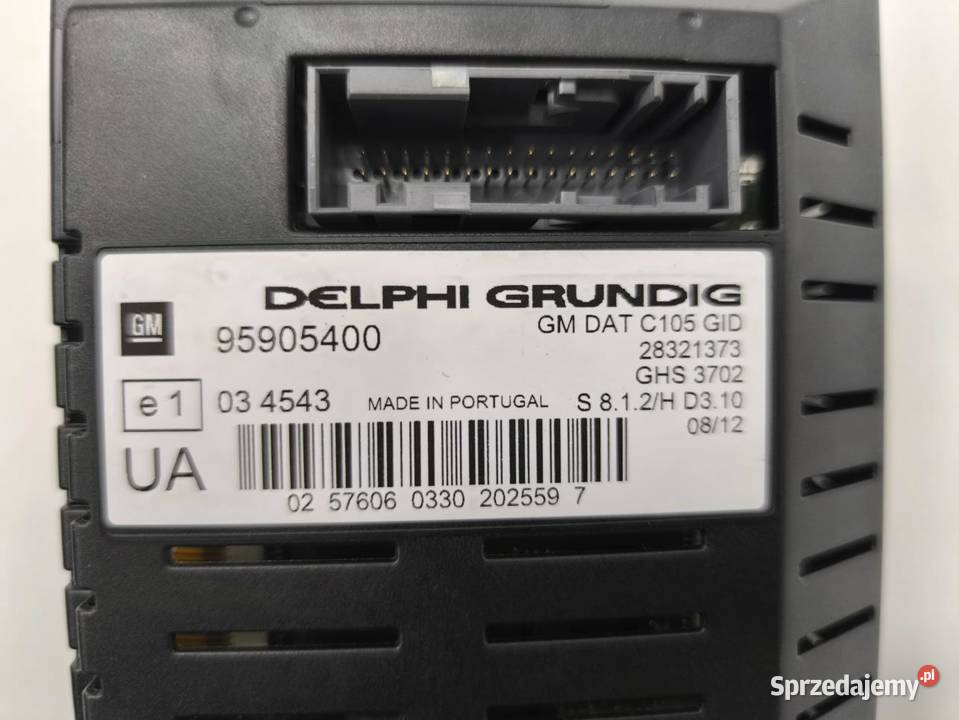 DELPHI GRUNDIG
GM
95905400
GM DAT C105 GID
28321373
GHS 3702
e1
03 4543
MADE IN PORTUGAL
S 8.1.2/H D3.10
08/12
UA
02 57606 0330 202559 7
Sprzedajemy.pl